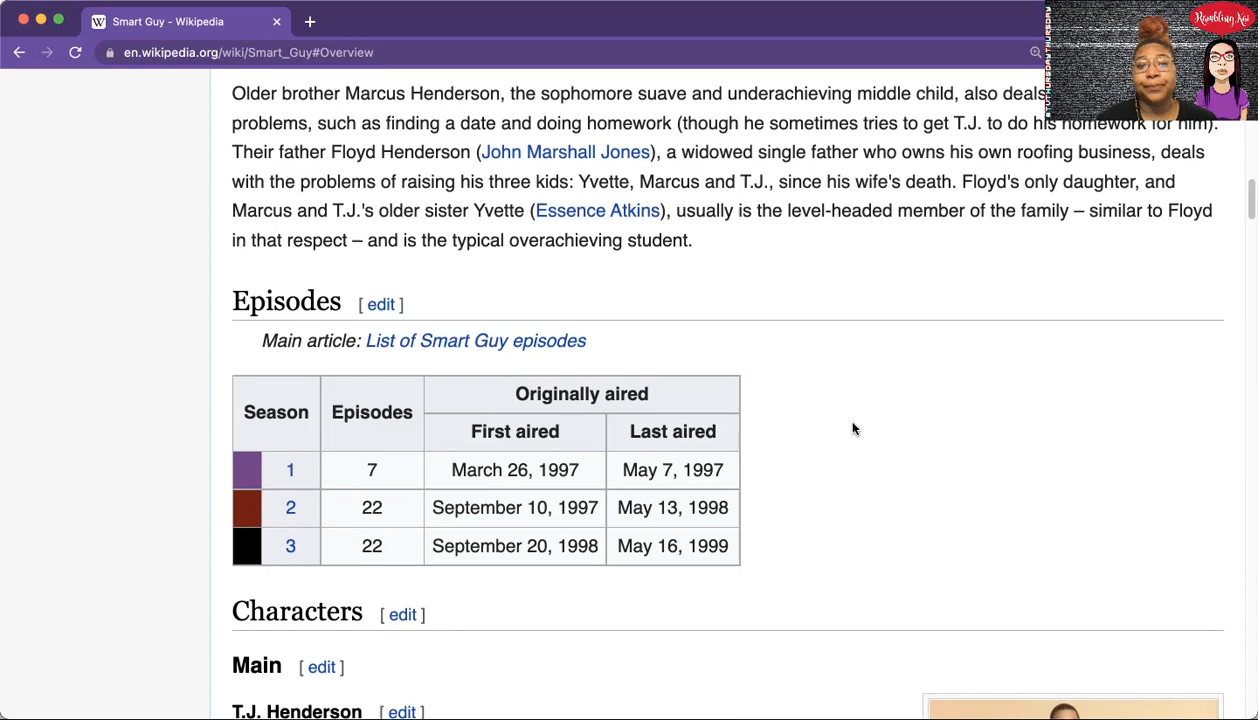 Smart Guy - Wikipedia
en.wikipedia.org/wiki/Smart_Guy#Overview
Rambling Kai
Older brother Marcus Henderson, the sophomore suave and underachieving middle child, also deals
problems, such as finding a date and doing homework (though he sometimes tries to get T.J. to do his homework for him).
Their father Floyd Henderson (John Marshall Jones), a widowed single father who owns his own roofing business, deals
with the problems of raising his three kids: Yvette, Marcus and T.J., since his wife's death. Floyd's only daughter, and
Marcus and T.J.'s older sister Yvette (Essence Atkins), usually is the level-headed member of the family – similar to Floyd
in that respect – and is the typical overachieving student.
Episodes [ edit ]
Main article: List of Smart Guy episodes
Season Episodes Originally aired
First aired Last aired
1 7 March 26, 1997 May 7, 1997
2 22 September 10, 1997 May 13, 1998
3 22 September 20, 1998 May 16, 1999
Characters [ edit ]
Main [ edit ]
T.J. Henderson [ edit ]